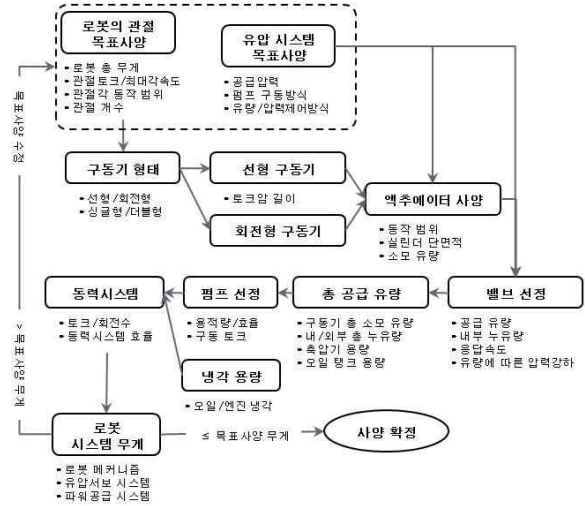 로봇의 관절
목표사양
• 로봇 총 무게
• 관절토크/최대각속도
• 관절각 동작 범위
• 관절 개수
유압 시스템
목표사양
• 공급압력
• 펌프 구동방식
• 유량/압력제어방식
목표사양 수정
구동기 형태
• 선형/회전형
• 싱글형/더블형
선형 구동기
• 토크암 길이
회전형 구동기
액추에이터 사양
• 동작 범위
• 실린더 단면적
• 소모 유량
동력시스템
• 토크/회전수
• 동력시스템 효율
펌프 선정
• 용적량/효율
• 구동 토크
총 공급 유량
• 구동기 총 소모 유량
• 내/외부 총 누유량
• 축압기 용량
• 오일 탱크 용량
밸브 선정
• 공급 유량
• 내부 누유량
• 응답속도
• 유량에 따른 압력강하
냉각 용량
• 오일/엔진 냉각
> 목표사양 무게
로봇
시스템 무게
• 로봇 메커니즘
• 유압서보 시스템
• 파워공급 시스템
≤ 목표사양 무게
사양 확정